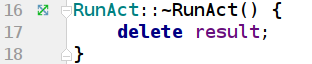 16 RunAct::~RunAct() {
17     delete result;
18 }